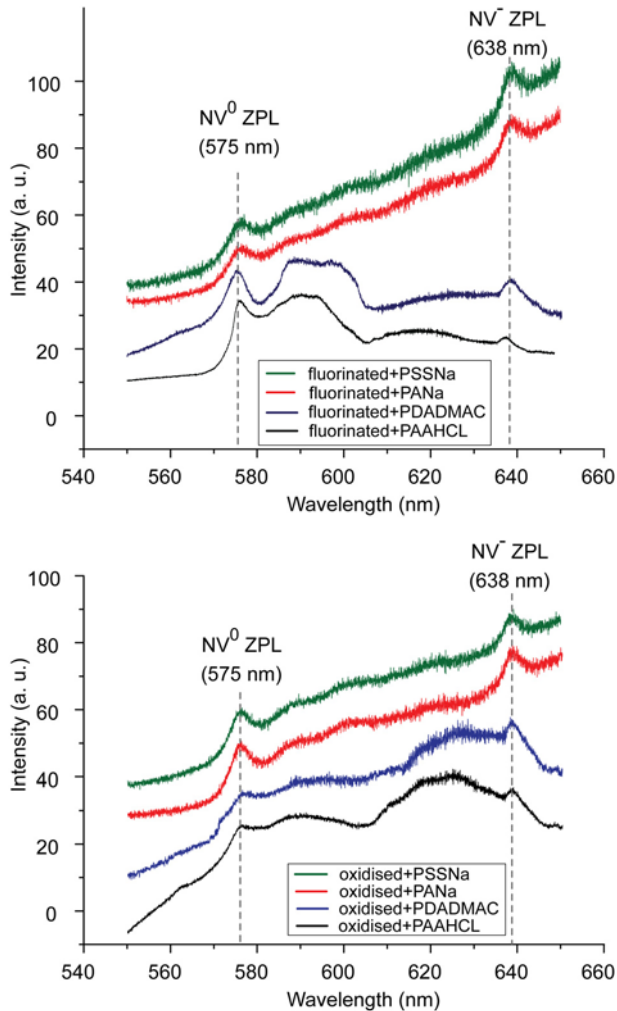 NV⁻ ZPL
(638 nm)
NV⁰ ZPL
(575 nm)
Intensity (a. u.)
100
80
60
40
20
0
fluorinated+PSSNa
fluorinated+PANa
fluorinated+PDADMAC
fluorinated+PAAHCL
540 560 580 600 620 640 660
Wavelength (nm)
NV⁻ ZPL
(638 nm)
NV⁰ ZPL
(575 nm)
Intensity (a. u.)
100
80
60
40
20
0
oxidised+PSSNa
oxidised+PANa
oxidised+PDADMAC
oxidised+PAAHCL
540 560 580 600 620 640 660
Wavelength (nm)